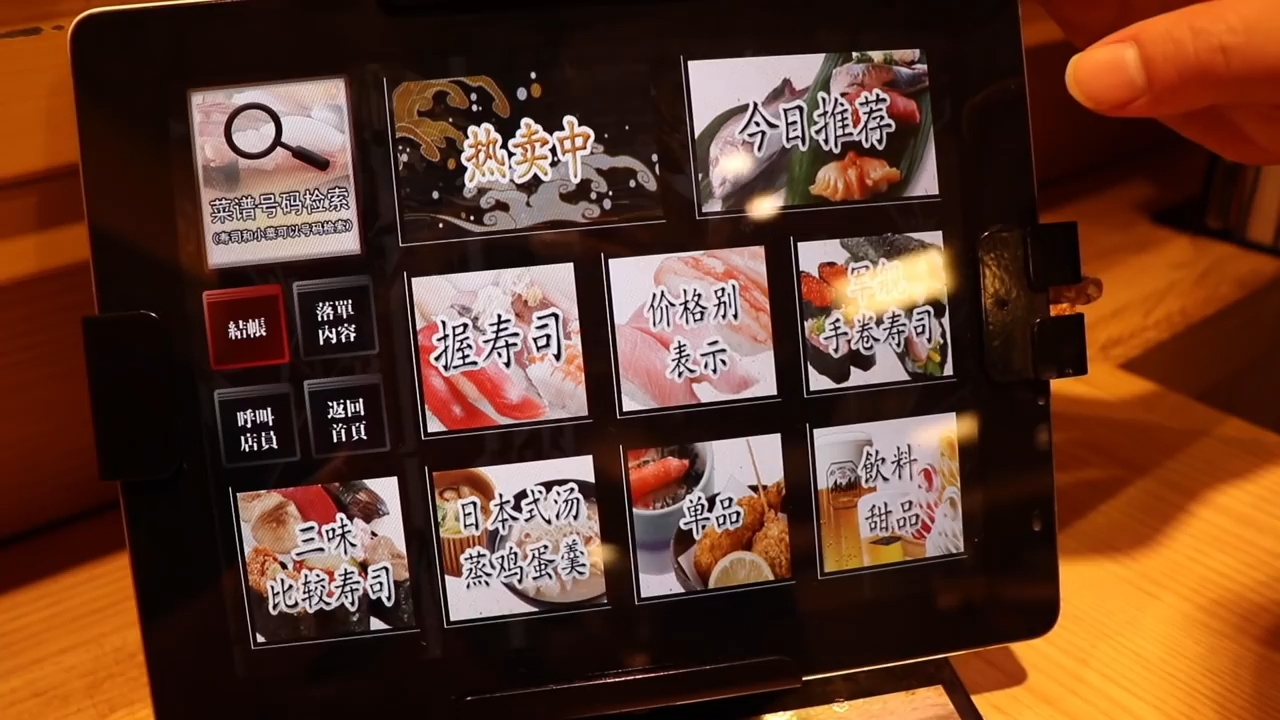 菜谱号码检索
(寿司和小菜可以号码检索)
热卖中
今日推荐
結帳
落單
內容
呼叫
店員
返回
首頁
握寿司
价格别
表示
军舰
手卷寿司
三味
比较寿司
日本式汤
蒸鸡蛋羹
单品
飲料
甜品